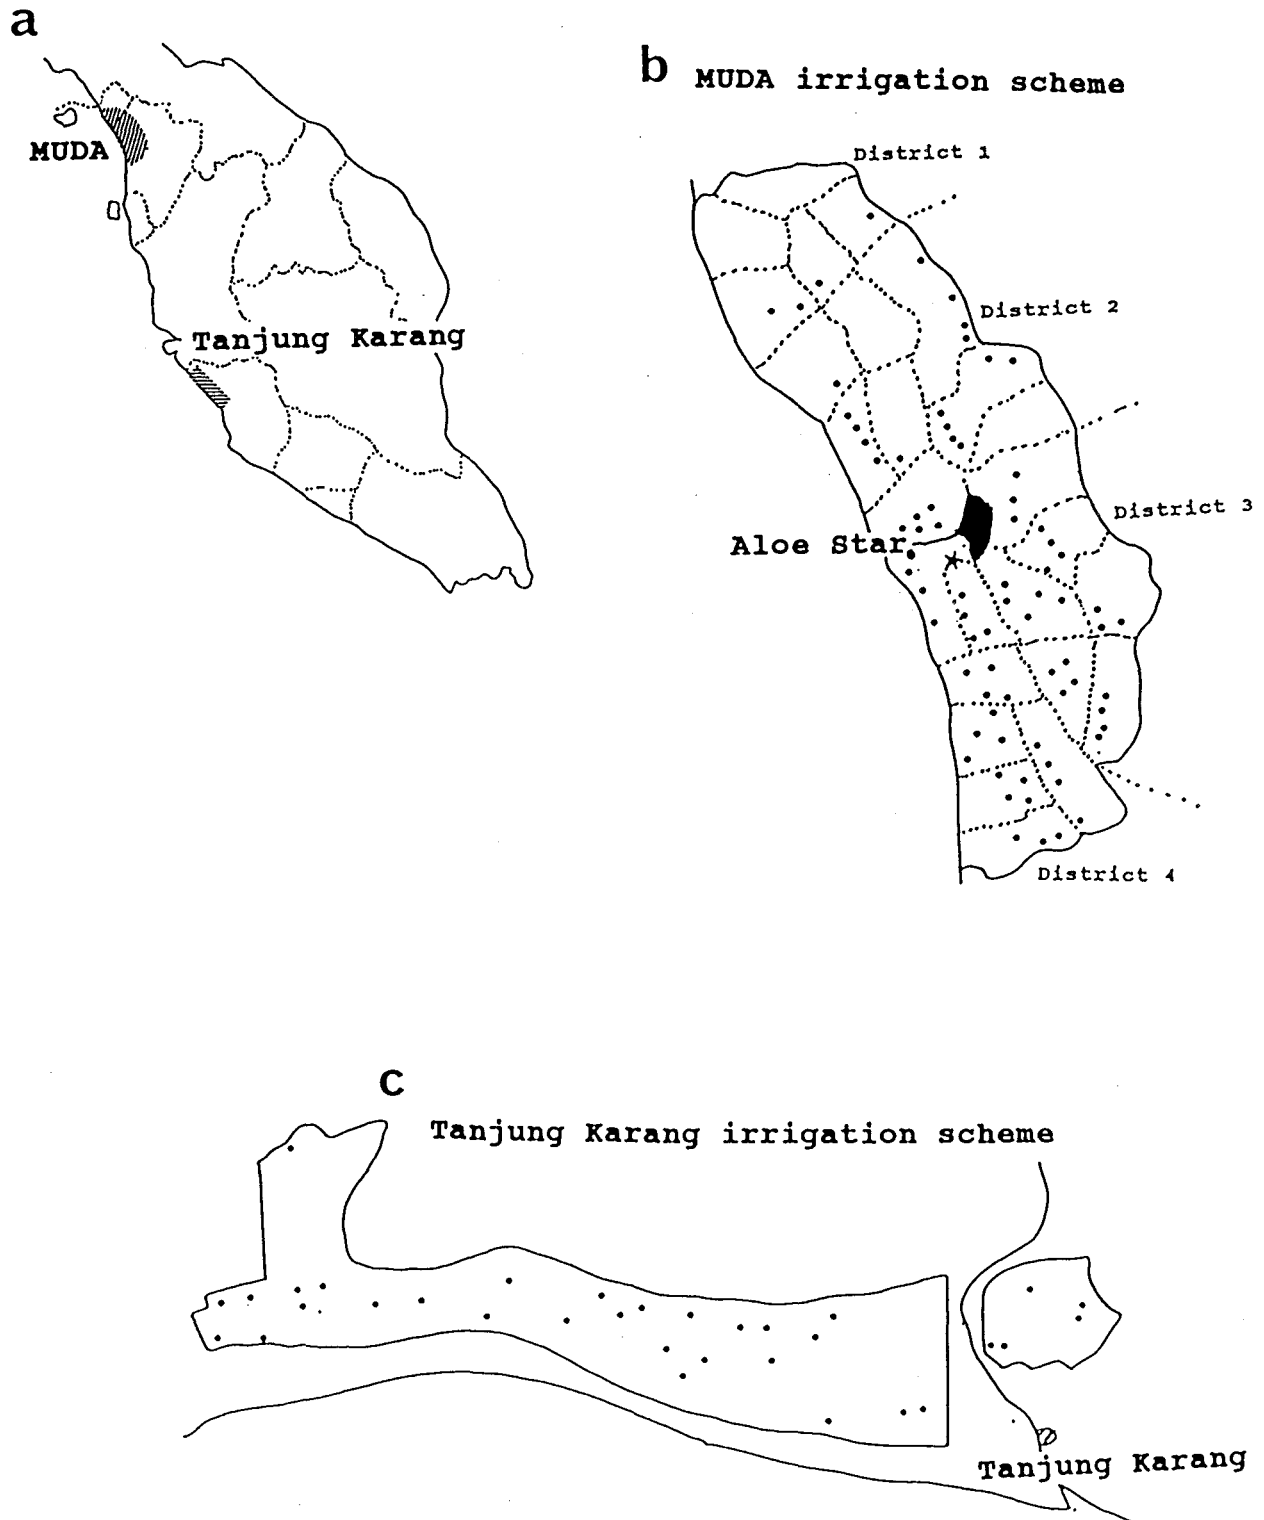 a
MUDA
Tanjung Karang
b
MUDA irrigation scheme
District 1
District 2
District 3
Aloe Star
District 4
c
Tanjung Karang irrigation scheme
Tanjung Karang